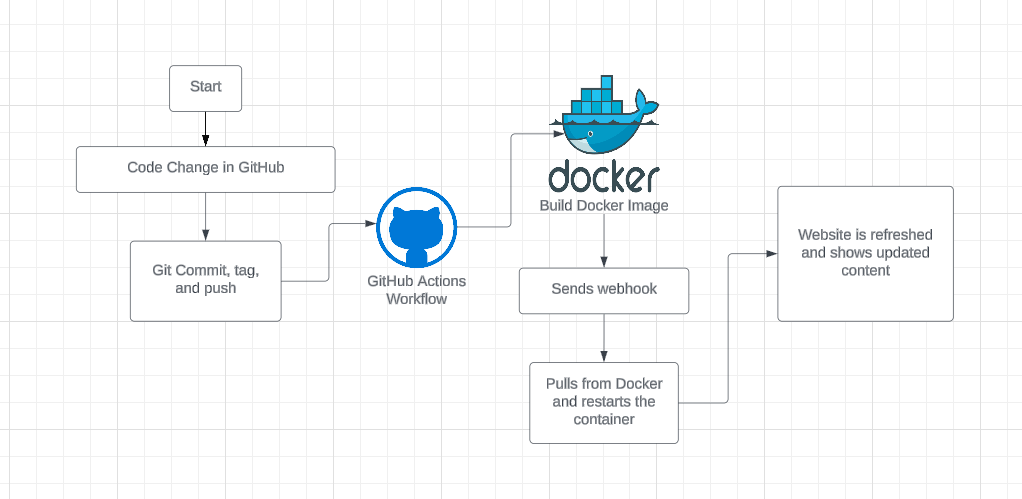 Start
Code Change in GitHub
Git Commit, tag,
and push
GitHub Actions
Workflow
docker
Build Docker Image
Sends webhook
Pulls from Docker
and restarts the
container
Website is refreshed
and shows updated
content